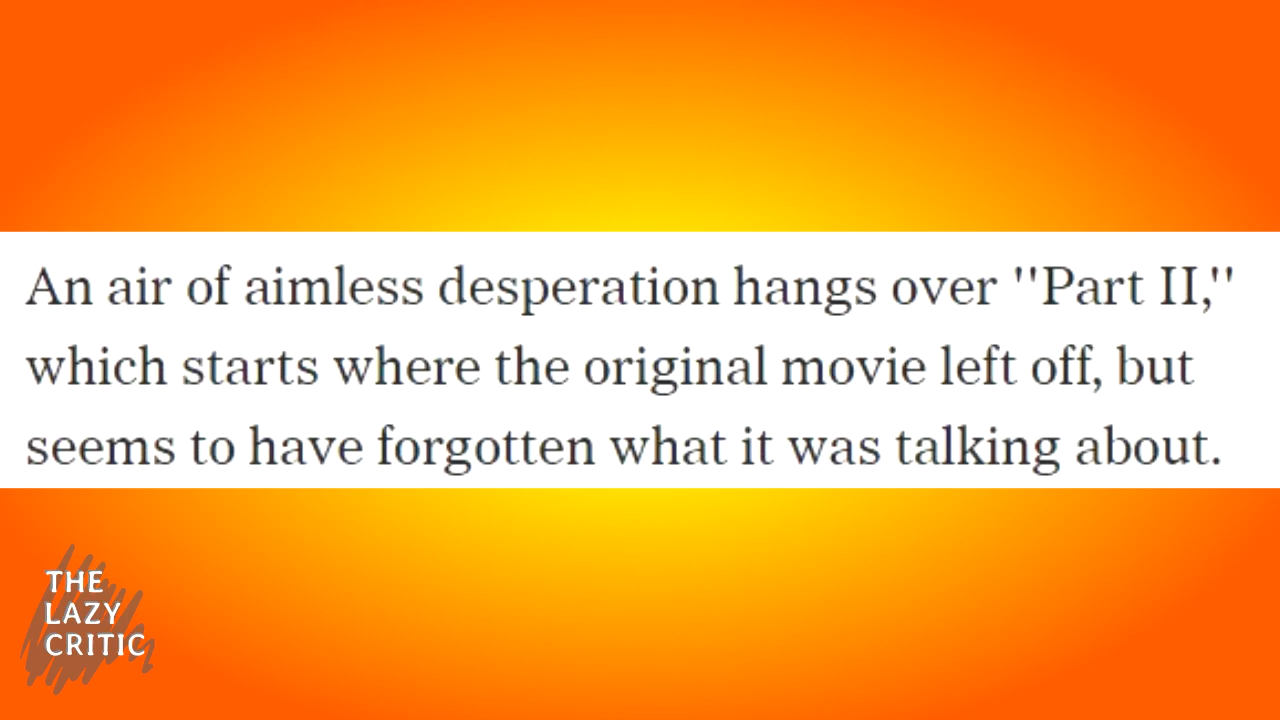 An air of aimless desperation hangs over ''Part II,''
which starts where the original movie left off, but
seems to have forgotten what it was talking about.
THE
LAZY
CRITIC